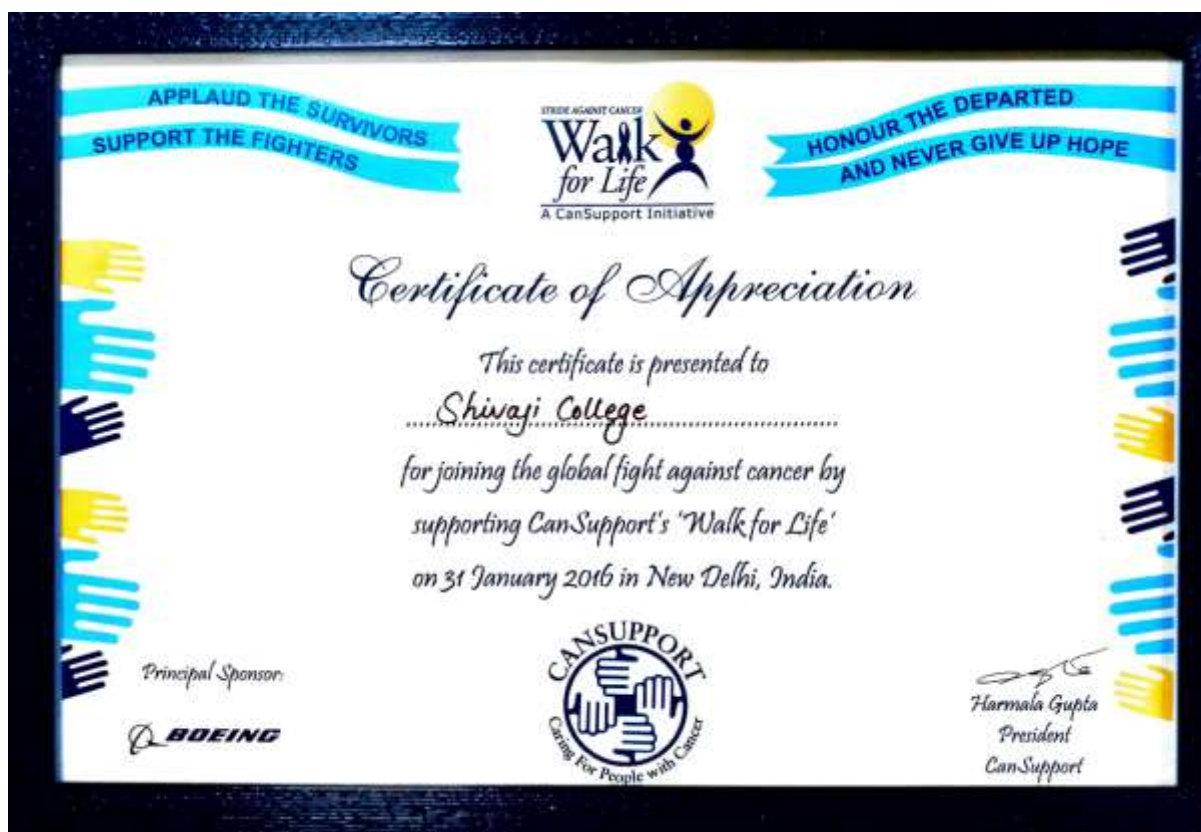 APPLAUD THE SURVIVORS
SUPPORT THE FIGHTERS
STRIDE AGAINST CANCER
Walk
for Life
A CanSupport Initiative
HONOUR THE DEPARTED
AND NEVER GIVE UP HOPE
Certificate of Appreciation
This certificate is presented to
Shivaji College
for joining the global fight against cancer by
supporting CanSupport's 'Walk for Life'
on 31 January 2016 in New Delhi, India.
Principal Sponsor:
BOEING
CANSUPPORT
Caring For People with Cancer
Harmala Gupta
President
CanSupport